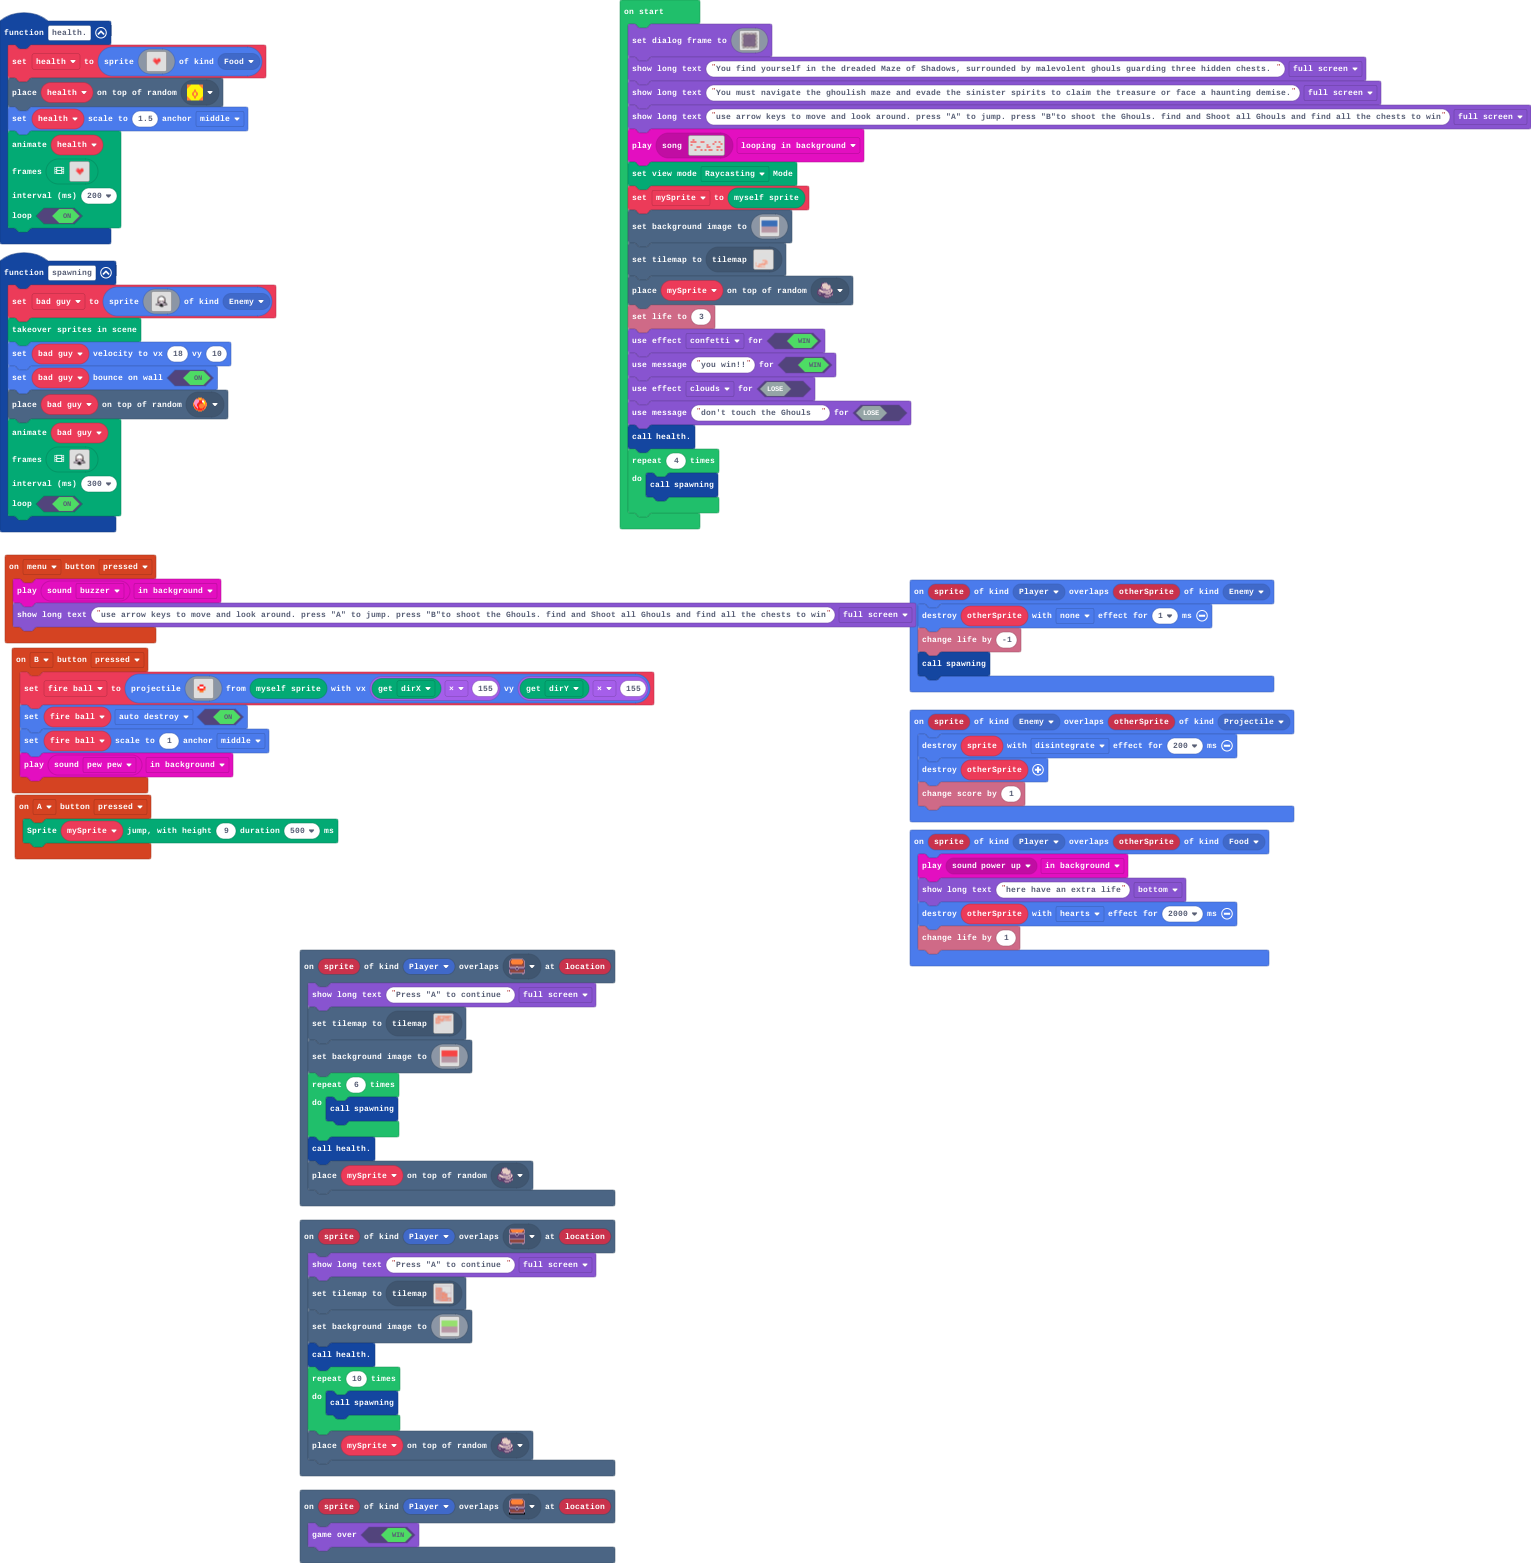 function health.
set health to sprite of kind Food
place health on top of random
set health scale to 1.5 anchor middle
animate health
frames
interval (ms) 200
loop ON
function spawning
set bad guy to sprite of kind Enemy
takeover sprites in scene
set bad guy velocity to vx 18 vy 10
set bad guy bounce on wall ON
place bad guy on top of random
animate bad guy
frames
interval (ms) 300
loop ON
on start
set dialog frame to
show long text "You find yourself in the dreaded Maze of Shadows, surrounded by malevolent ghouls guarding three hidden chests. " full screen
show long text "You must navigate the ghoulish maze and evade the sinister spirits to claim the treasure or face a haunting demise." full screen
show long text "use arrow keys to move and look around. press "A" to jump. press "B"to shoot the Ghouls. find and Shoot all Ghouls and find all the chests to win" full screen
play song looping in background
set view mode Raycasting Mode
set mySprite to myself sprite
set background image to
set tilemap to tilemap
place mySprite on top of random
set life to 3
use effect confetti for WIN
use message "you win!!" for WIN
use effect clouds for LOSE
use message "don't touch the Ghouls  " for LOSE
call health.
repeat 4 times
do
call spawning
on menu button pressed
play sound buzzer in background
show long text "use arrow keys to move and look around. press "A" to jump. press "B"to shoot the Ghouls. find and Shoot all Ghouls and find all the chests to win" full screen
on B button pressed
set fire ball to projectile from myself sprite with vx get dirX × 155 vy get dirY × 155
set fire ball auto destroy ON
set fire ball scale to 1 anchor middle
play sound pew pew in background
on A button pressed
Sprite mySprite jump, with height 9 duration 500 ms
on sprite of kind Player overlaps otherSprite of kind Enemy
destroy otherSprite with none effect for 1 ms
change life by -1
call spawning
on sprite of kind Enemy overlaps otherSprite of kind Projectile
destroy sprite with disintegrate effect for 200 ms
destroy otherSprite
change score by 1
on sprite of kind Player overlaps otherSprite of kind Food
play sound power up in background
show long text "here have an extra life" bottom
destroy otherSprite with hearts effect for 2000 ms
change life by 1
on sprite of kind Player overlaps at location
show long text "Press "A" to continue " full screen
set tilemap to tilemap
set background image to
repeat 6 times
do
call spawning
call health.
place mySprite on top of random
on sprite of kind Player overlaps at location
show long text "Press "A" to continue " full screen
set tilemap to tilemap
set background image to
call health.
repeat 10 times
do
call spawning
place mySprite on top of random
on sprite of kind Player overlaps at location
game over WIN